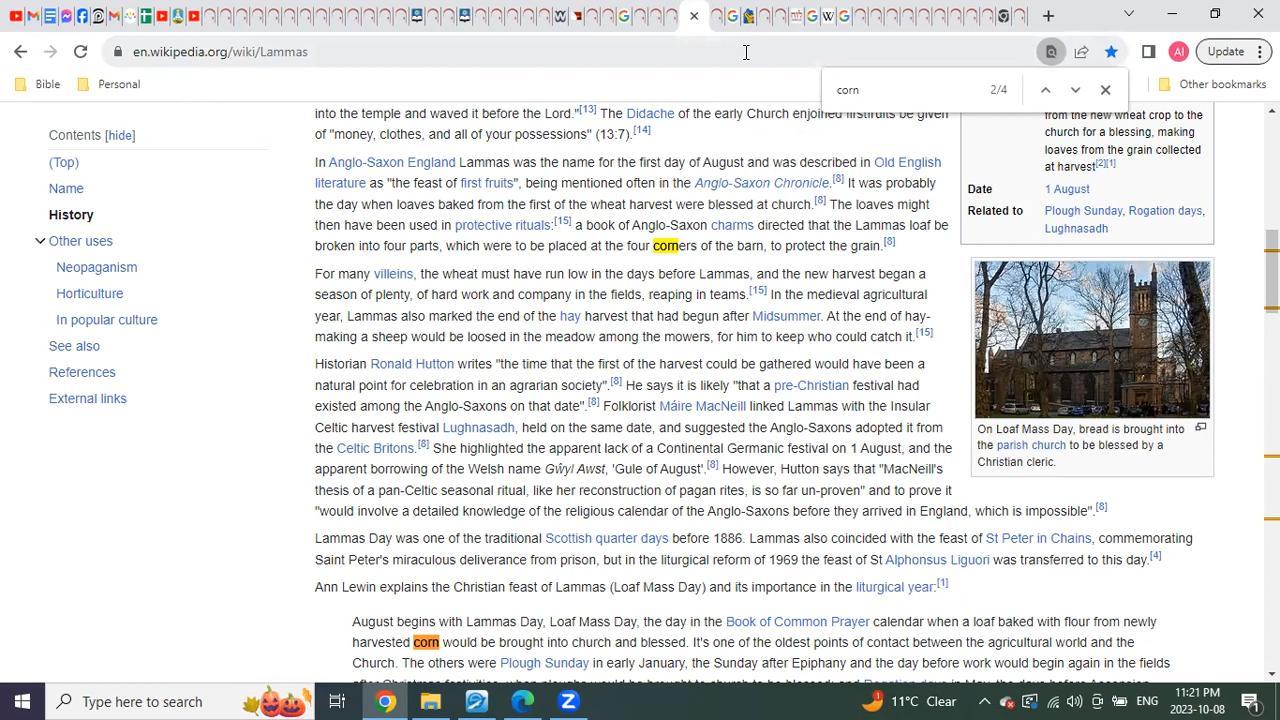 en.wikipedia.org/wiki/Lammas
Update
Bible
Personal
Other bookmarks
corn
2/4
Contents [hide]
(Top)
Name
History
Other uses
Neopaganism
Horticulture
In popular culture
See also
References
External links
into the temple and waved it before the Lord."[13] The Didache of the early Church enjoined firstfruits be given
of "money, clothes, and all of your possessions" (13:7).[14]
In Anglo-Saxon England Lammas was the name for the first day of August and was described in Old English
literature as "the feast of first fruits", being mentioned often in the Anglo-Saxon Chronicle.[8] It was probably
the day when loaves baked from the first of the wheat harvest were blessed at church.[8] The loaves might
then have been used in protective rituals:[15] a book of Anglo-Saxon charms directed that the Lammas loaf be
broken into four parts, which were to be placed at the four corners of the barn, to protect the grain.[8]
For many villeins, the wheat must have run low in the days before Lammas, and the new harvest began a
season of plenty, of hard work and company in the fields, reaping in teams.[15] In the medieval agricultural
year, Lammas also marked the end of the hay harvest that had begun after Midsummer. At the end of hay-
making a sheep would be loosed in the meadow among the mowers, for him to keep who could catch it.[15]
Historian Ronald Hutton writes "the time that the first of the harvest could be gathered would have been a
natural point for celebration in an agrarian society".[8] He says it is likely "that a pre-Christian festival had
existed among the Anglo-Saxons on that date".[8] Folklorist Máire MacNeill linked Lammas with the Insular
Celtic harvest festival Lughnasadh, held on the same date, and suggested the Anglo-Saxons adopted it from
the Celtic Britons.[8] She highlighted the apparent lack of a Continental Germanic festival on 1 August, and the
apparent borrowing of the Welsh name Gŵyl Awst, 'Gule of August'.[8] However, Hutton says that "MacNeill's
thesis of a pan-Celtic seasonal ritual, like her reconstruction of pagan rites, is so far un-proven" and to prove it
"would involve a detailed knowledge of the religious calendar of the Anglo-Saxons before they arrived in England, which is impossible".[8]
Lammas Day was one of the traditional Scottish quarter days before 1886. Lammas also coincided with the feast of St Peter in Chains, commemorating
Saint Peter's miraculous deliverance from prison, but in the liturgical reform of 1969 the feast of St Alphonsus Liguori was transferred to this day.[4]
Ann Lewin explains the Christian feast of Lammas (Loaf Mass Day) and its importance in the liturgical year:[1]
August begins with Lammas Day, Loaf Mass Day, the day in the Book of Common Prayer calendar when a loaf baked with flour from newly
harvested corn would be brought into church and blessed. It's one of the oldest points of contact between the agricultural world and the
Church. The others were Plough Sunday in early January, the Sunday after Epiphany and the day before work would begin again in the fields
from the new wheat crop to the
church for a blessing, making
loaves from the grain collected
at harvest[2][1]
Date 1 August
Related to Plough Sunday, Rogation days,
Lughnasadh
On Loaf Mass Day, bread is brought into
the parish church to be blessed by a
Christian cleric.
Type here to search
11°C Clear
ENG
11:21 PM
2023-10-08